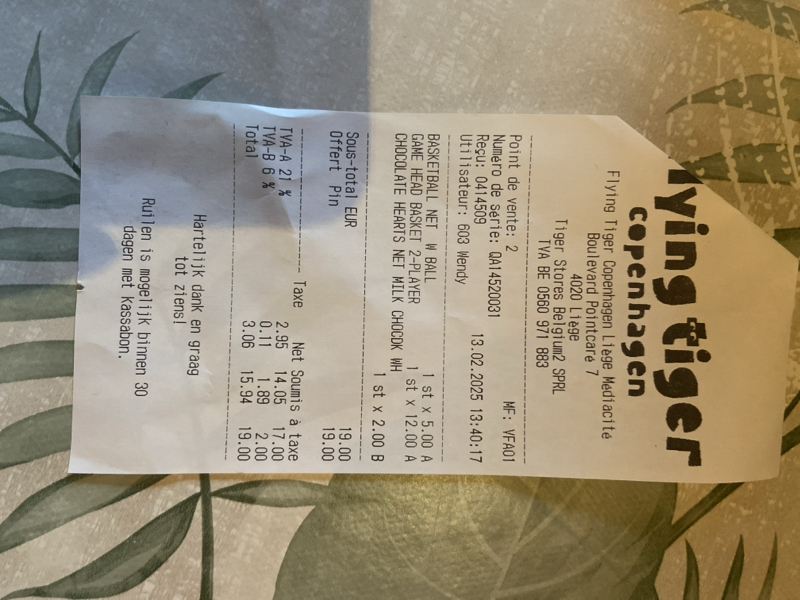 flying tiger
copenhagen
Flying Tiger Copenhagen Liège Médiacité
Boulevard Pointcaré 7
4020 Liège
Tiger Stores Belgium2 SPRL
TVA BE 0560 971 883
Point de vente: 2 MF: VFA01
Numéro de série: QA14520031
Reçu: 0414509 13.02.2025 13:40:17
Utilisateur: 603 Wendy
BASKETBALL NET W BALL 1 st x 5.00 A
GAME HEAD BASKET 2-PLAYER 1 st x 12.00 A
CHOCOLATE HEARTS NET MILK CHOCOK WH
1 st x 2.00 B
Sous-total EUR 19.00
Offert Pin 19.00
Taxe Net Soumis à taxe
TVA-A 21 % 2.95 14.05 17.00
TVA-B 6 % 0.11 1.89 2.00
Total 3.06 15.94 19.00
Hartelijk dank en graag
tot ziens!
Ruilen is mogelijk binnen 30
dagen met kassabon.